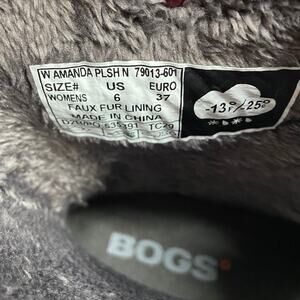 W AMANDA PLSH N 79013-601
SIZE# US EURO
WOMENS 6 37
FAUX FUR LINING
MADE IN CHINA
-13°F/-25°C
BOGS